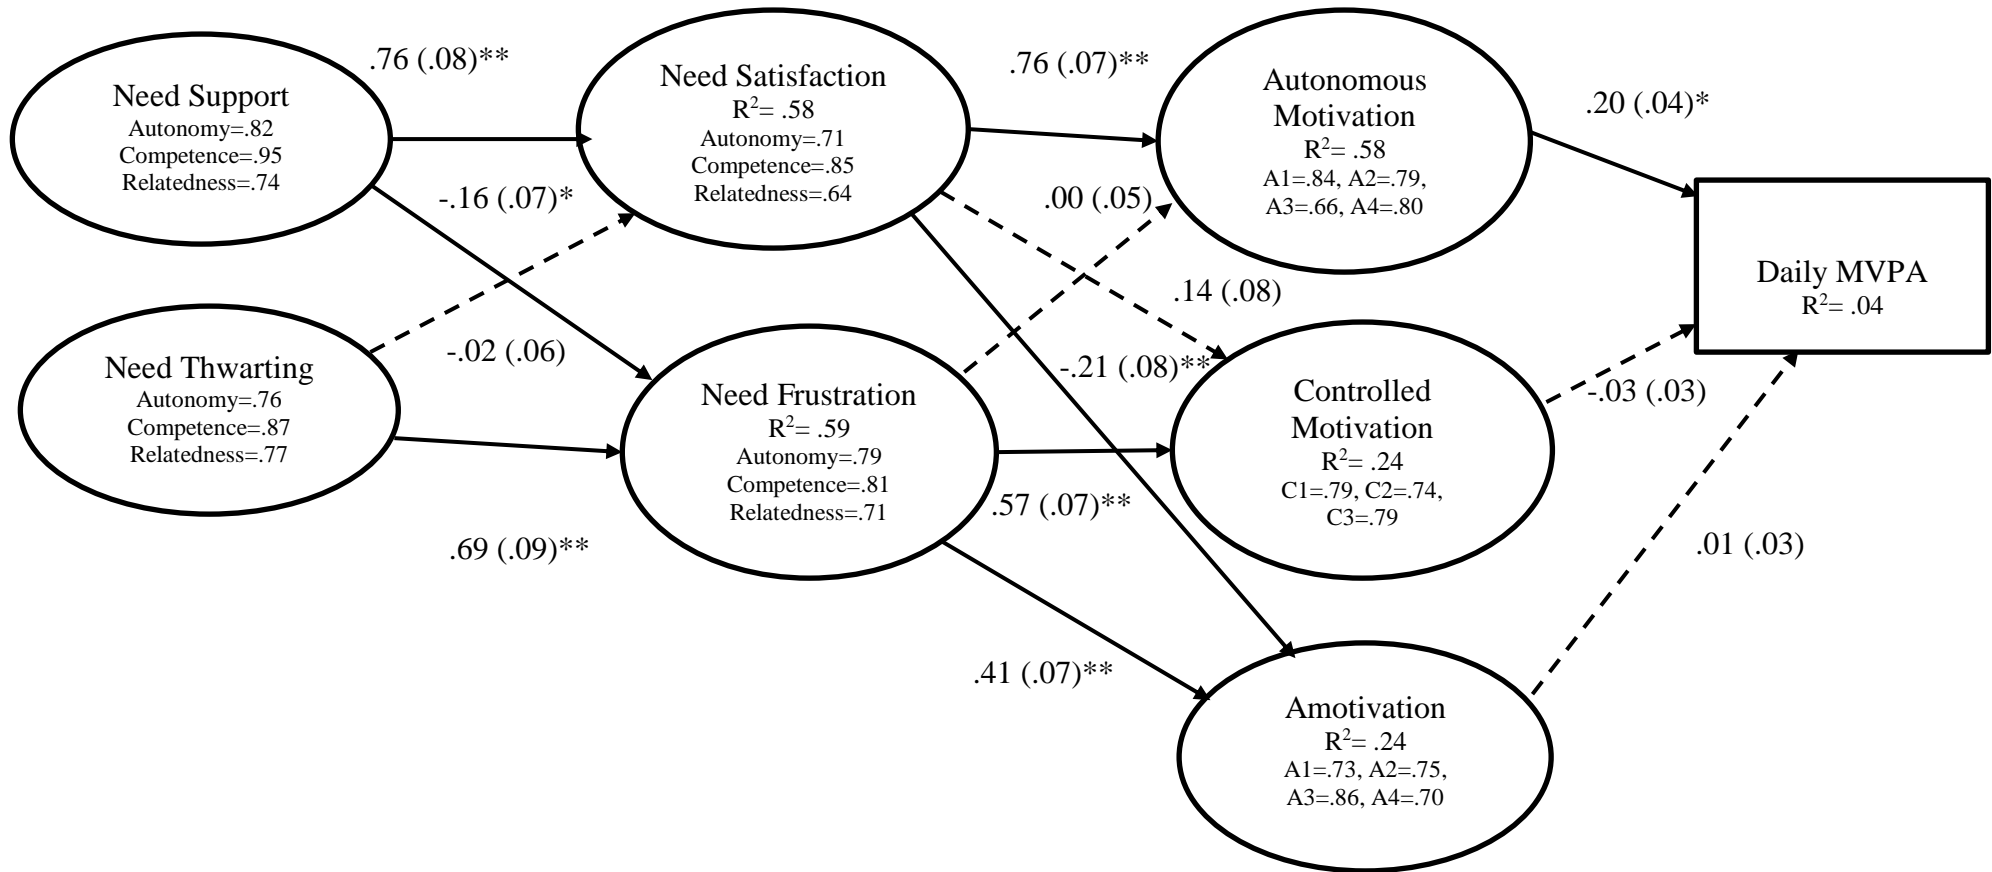 .76 (.08)**
Need Support
Autonomy=.82
Competence=.95
Relatedness=.74
Need Satisfaction
R²= .58
Autonomy=.71
Competence=.85
Relatedness=.64
.76 (.07)**
Autonomous
Motivation
R²= .58
A1=.84, A2=.79,
A3=.66, A4=.80
.20 (.04)*
-.16 (.07)*
.00 (.05)
.14 (.08)
Daily MVPA
R²= .04
Need Thwarting
Autonomy=.76
Competence=.87
Relatedness=.77
-.02 (.06)
Need Frustration
R²= .59
Autonomy=.79
Competence=.81
Relatedness=.71
-.21 (.08)**
Controlled
Motivation
R²= .24
C1=.79, C2=.74,
C3=.79
-.03 (.03)
.69 (.09)**
.57 (.07)**
.01 (.03)
.41 (.07)**
Amotivation
R²= .24
A1=.73, A2=.75,
A3=.86, A4=.70